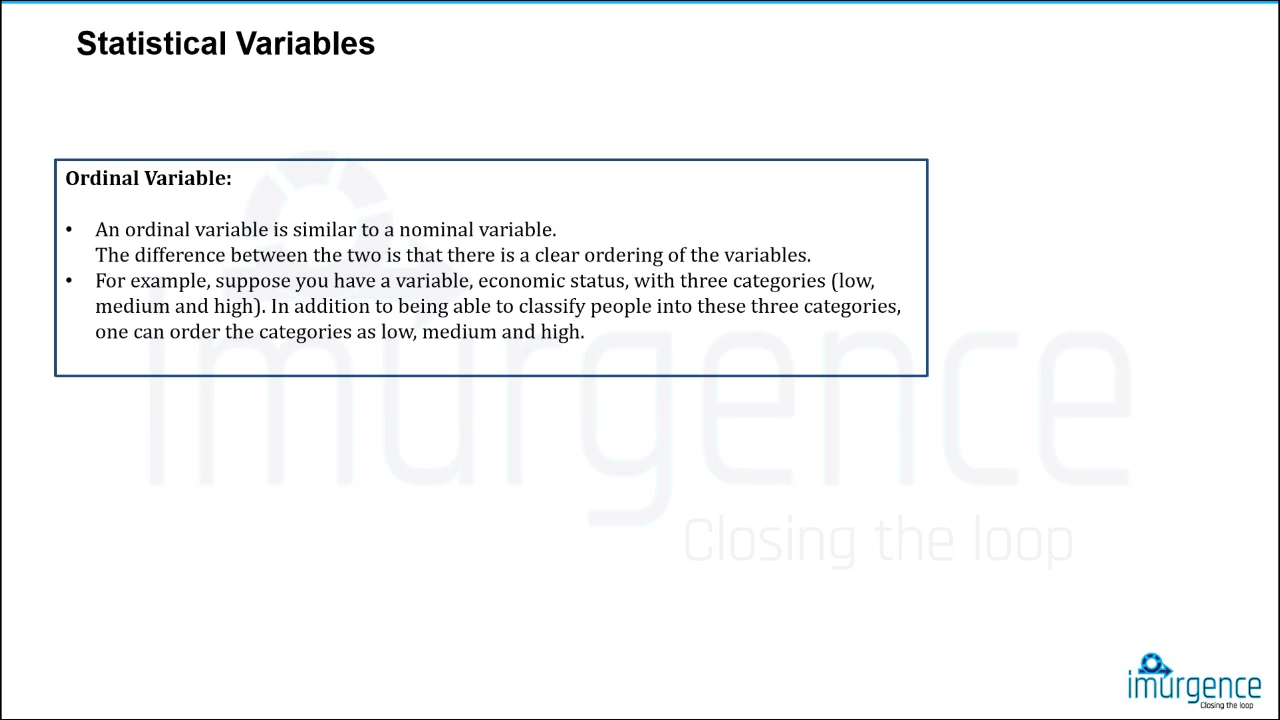 Statistical Variables
Ordinal Variable:
• An ordinal variable is similar to a nominal variable.
The difference between the two is that there is a clear ordering of the variables.
• For example, suppose you have a variable, economic status, with three categories (low,
medium and high). In addition to being able to classify people into these three categories,
one can order the categories as low, medium and high.
imurgence
Closing the loop
imurgence
Closing the loop